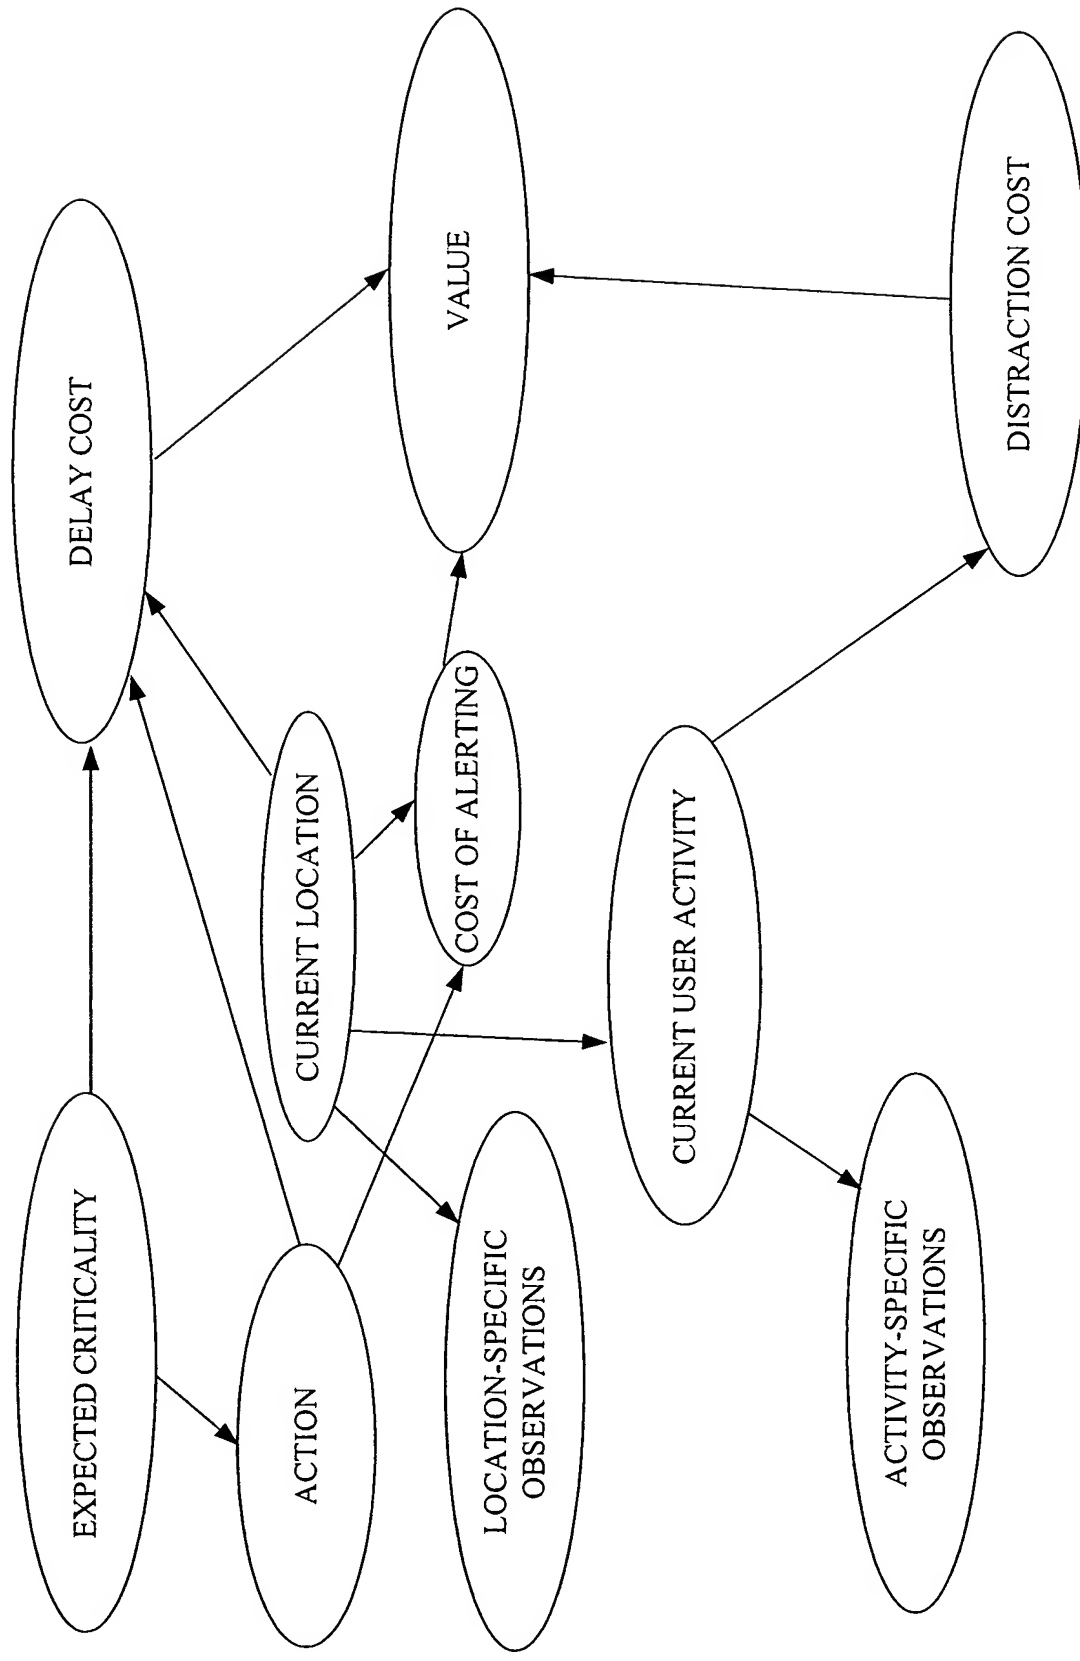 EXPECTED CRITICALITY
DELAY COST
ACTION
CURRENT LOCATION
VALUE
COST OF ALERTING
LOCATION-SPECIFIC
OBSERVATIONS
CURRENT USER ACTIVITY
ACTIVITY-SPECIFIC
OBSERVATIONS
DISTRACTION COST